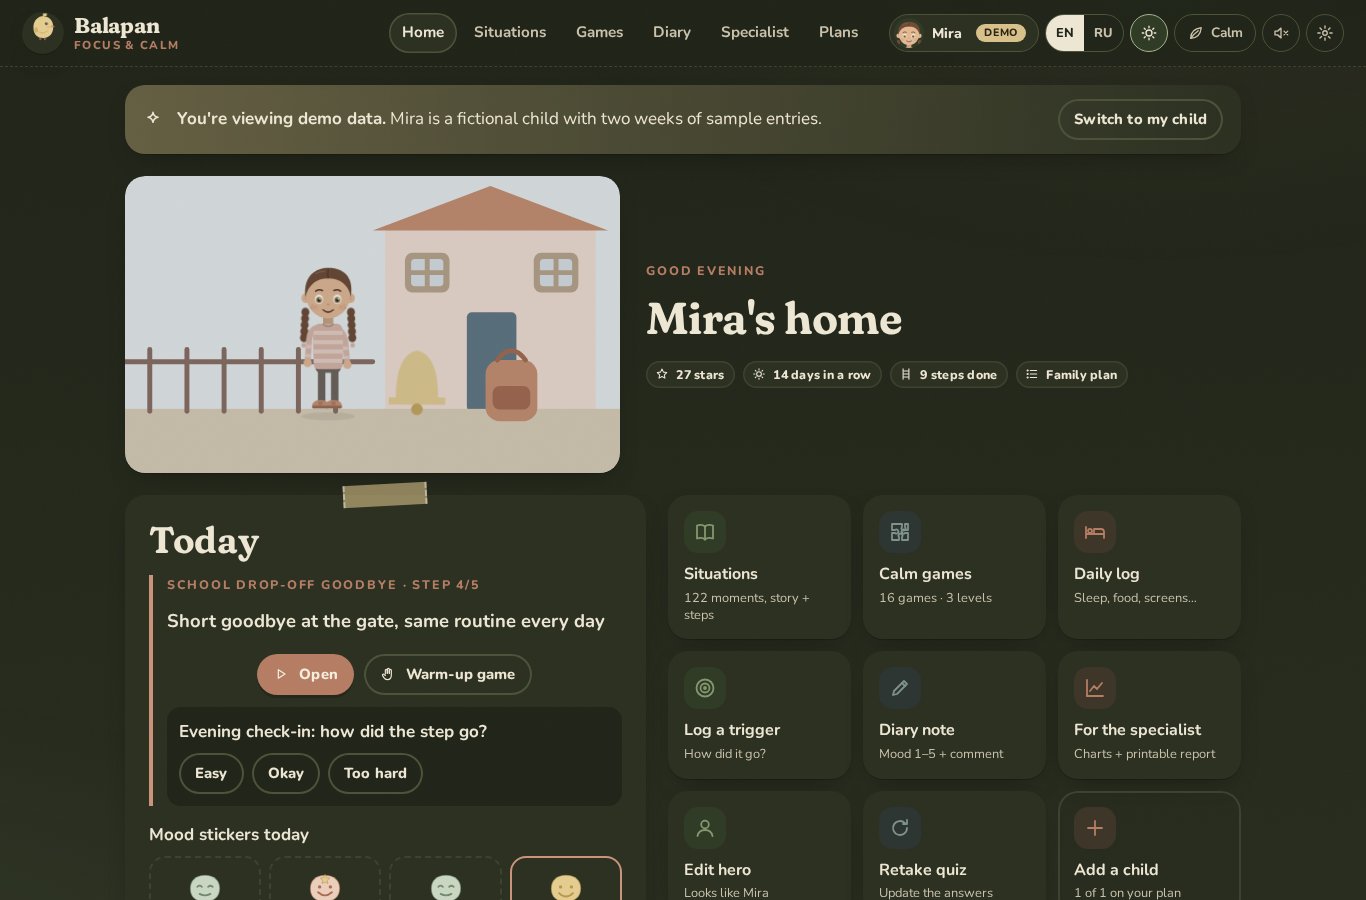 Balapan
FOCUS & CALM
Home
Situations
Games
Diary
Specialist
Plans
Mira
DEMO
EN
RU
Calm
You're viewing demo data. Mira is a fictional child with two weeks of sample entries.
Switch to my child
GOOD EVENING
Mira's home
27 stars
14 days in a row
9 steps done
Family plan
Today
SCHOOL DROP-OFF GOODBYE · STEP 4/5
Short goodbye at the gate, same routine every day
Open
Warm-up game
Evening check-in: how did the step go?
Easy
Okay
Too hard
Mood stickers today
Situations
122 moments, story +
steps
Calm games
16 games · 3 levels
Daily log
Sleep, food, screens...
Log a trigger
How did it go?
Diary note
Mood 1–5 + comment
For the specialist
Charts + printable report
Edit hero
Looks like Mira
Retake quiz
Update the answers
Add a child
1 of 1 on your plan